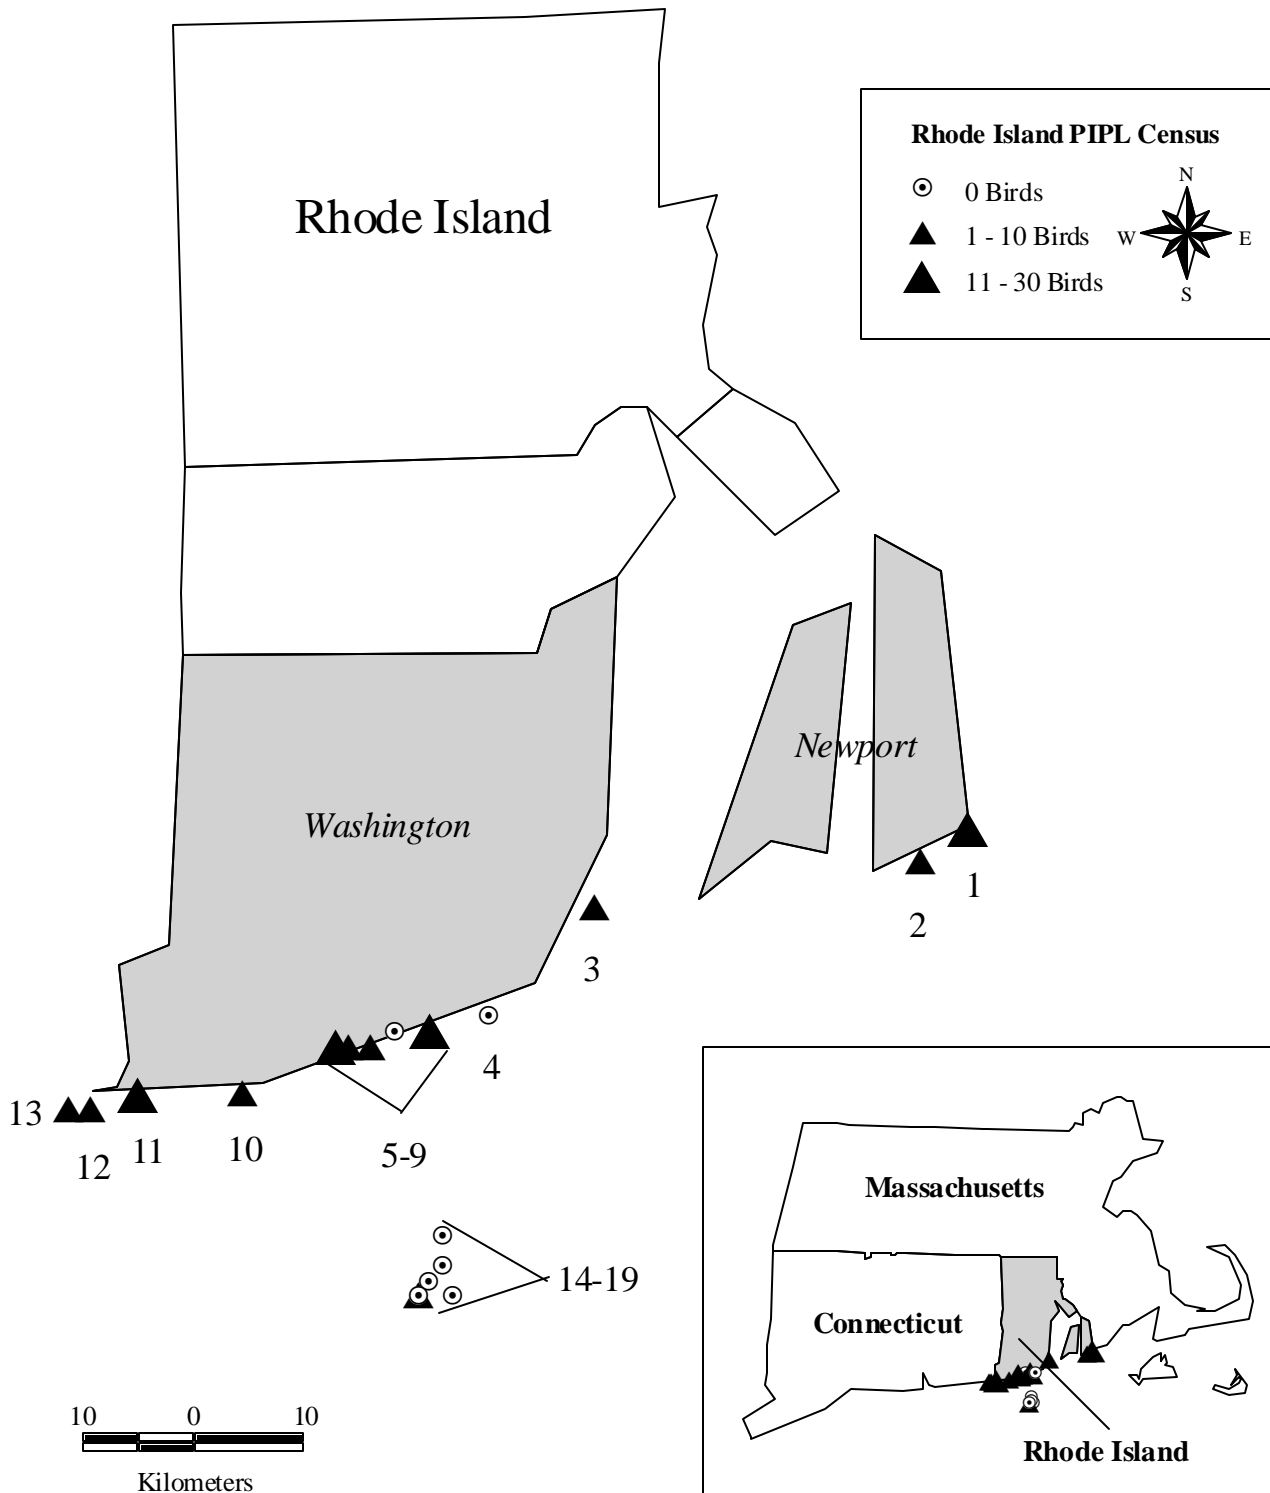 Rhode Island
Rhode Island PIPL Census
N
0 Birds
1 - 10 Birds
W
E
11 - 30 Birds
S
Newport
Washington
1
2
3
4
13
12
11
10
5-9
14-19
Massachusetts
Connecticut
Rhode Island
10 0 10
Kilometers